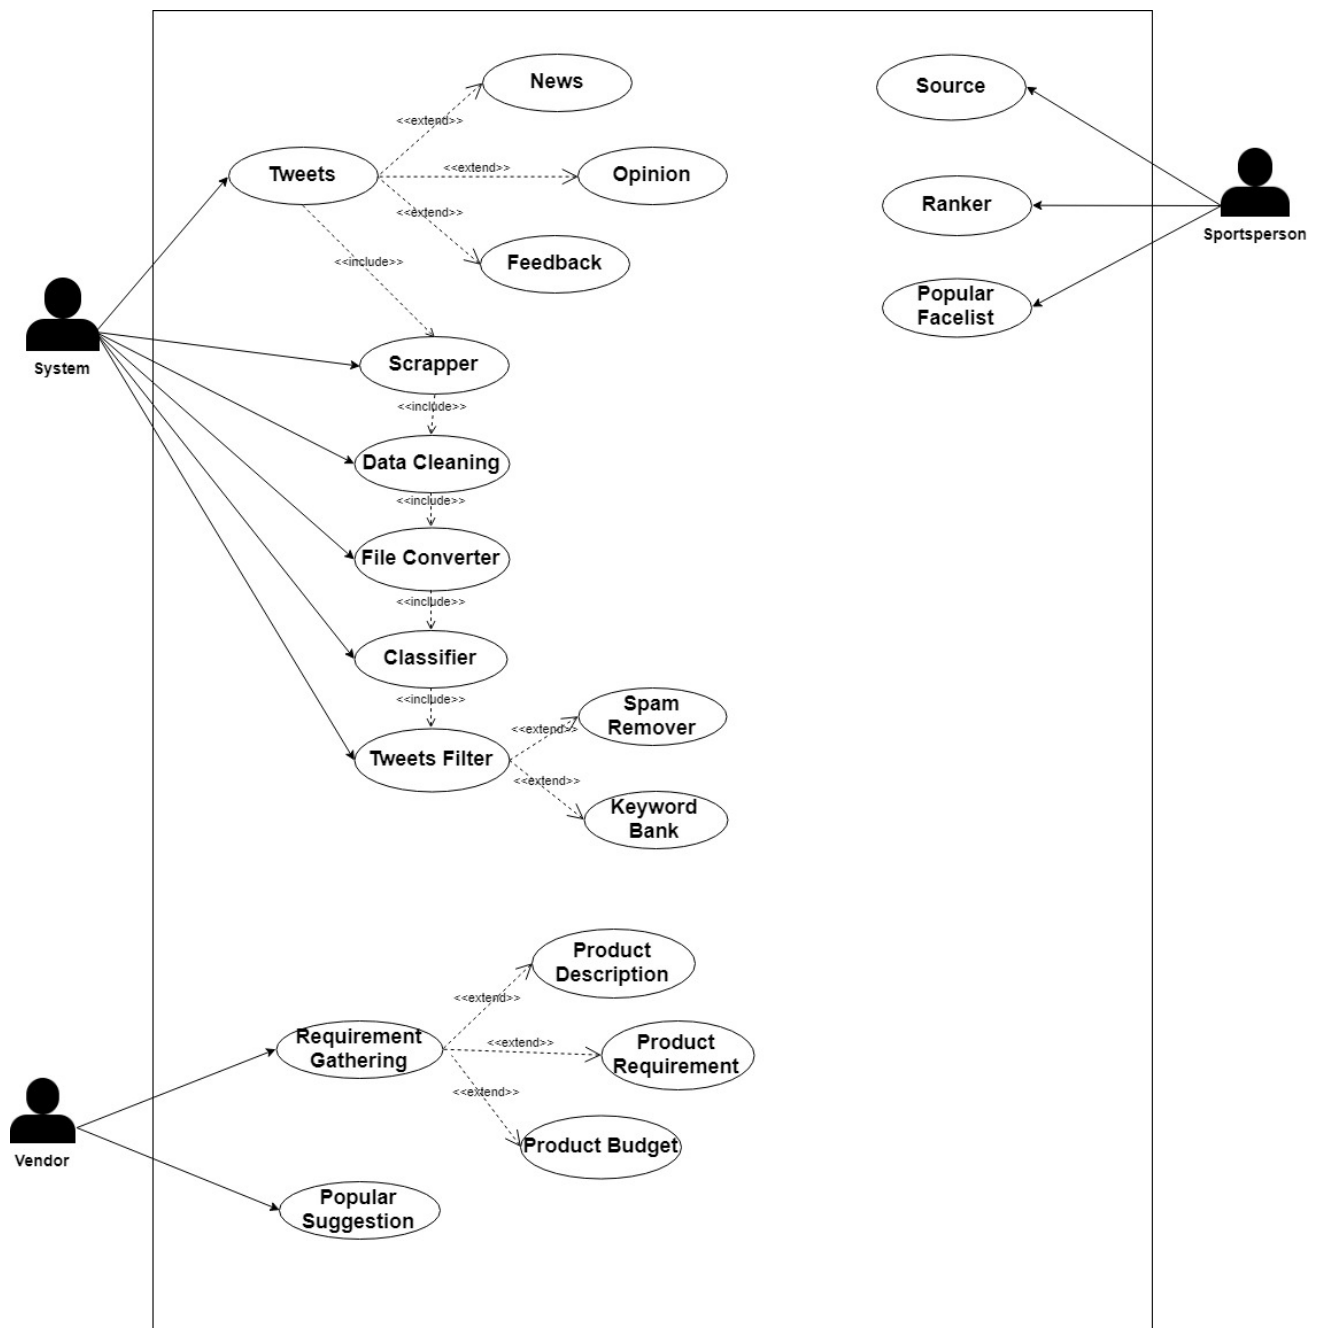 News
Source
<<extend>>
Tweets
<<extend>>
Opinion
Ranker
<<extend>>
Sportsperson
Feedback
<<include>>
Popular
Facelist
System
Scrapper
<<include>>
Data Cleaning
<<include>>
File Converter
<<include>>
Classifier
<<include>>
Spam
Remover
<<extend>>
Tweets Filter
<<extend>>
Keyword
Bank
Product
Description
<<extend>>
Requirement
Gathering
<<extend>>
Product
Requirement
<<extend>>
Product Budget
Vendor
Popular
Suggestion